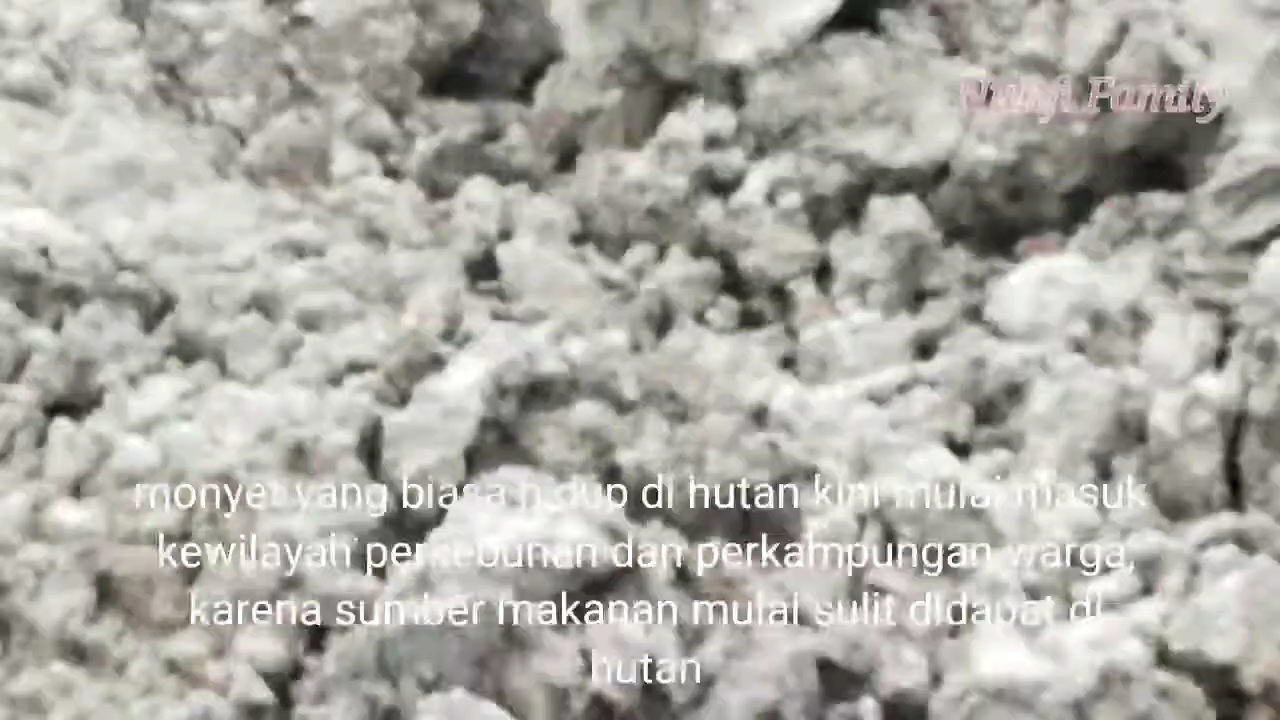 Family
monyet yang biasa hidup di hutan kini mulai masuk
kewilayah perkebunan dan perkampungan warga,
karena sumber makanan mulai sulit didapat di
hutan